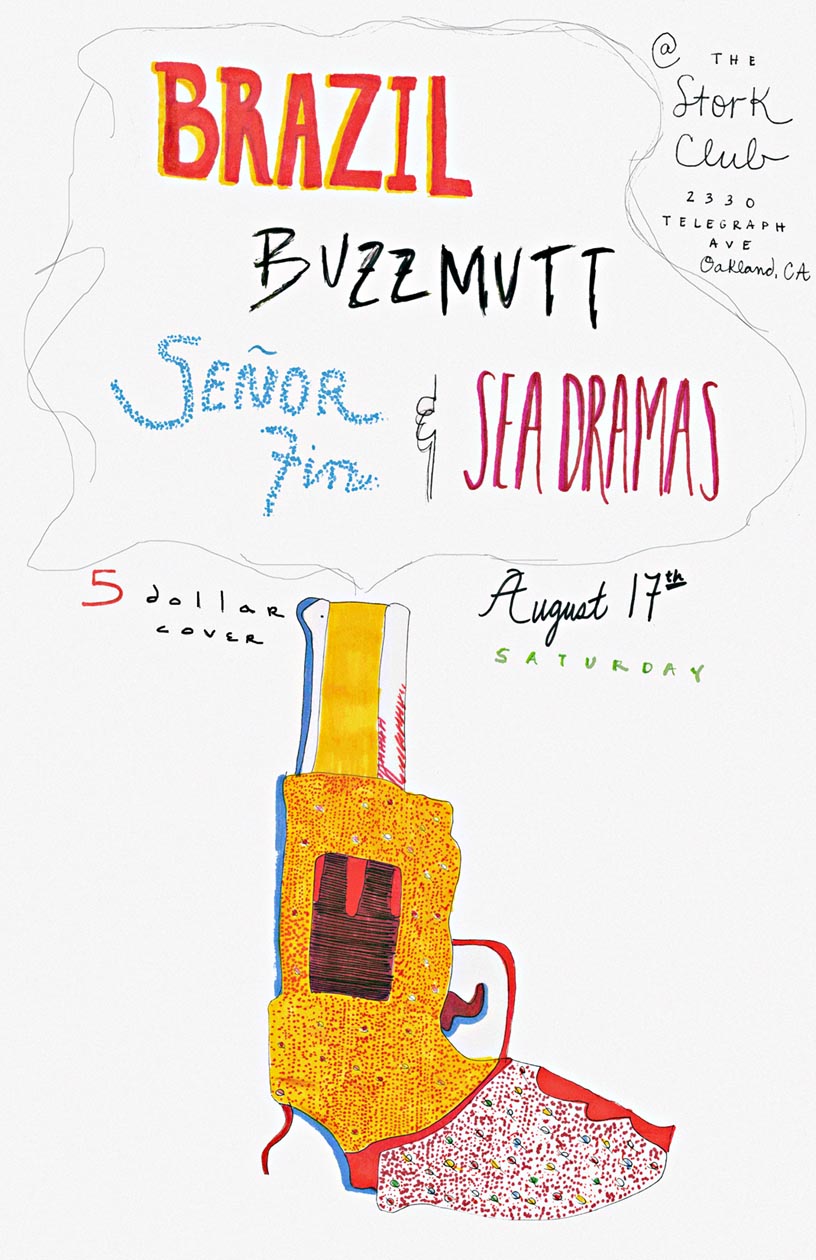 BRAZIL
BUZZMUTT
SEÑOR
fin
&
SEA DRAMAS
@ THE
Stork
Club
2330
TELEGRAPH
AVE
Oakland, CA
5 dollar
cover
August 17th
SATURDAY